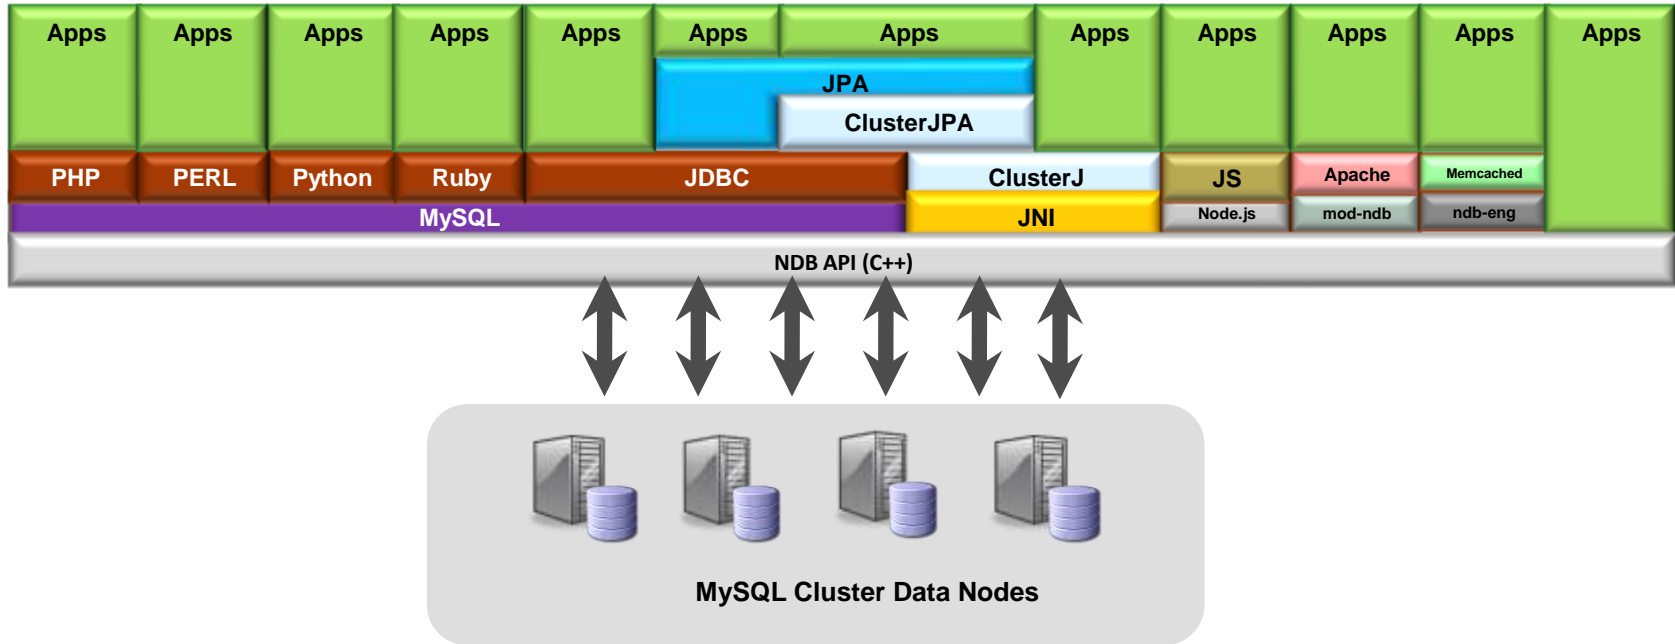 Apps Apps Apps Apps Apps Apps Apps Apps Apps Apps Apps Apps
JPA
ClusterJPA
PHP PERL Python Ruby JDBC ClusterJ JS Apache Memcached
MySQL JNI Node.js mod-ndb ndb-eng
NDB API (C++)
MySQL Cluster Data Nodes